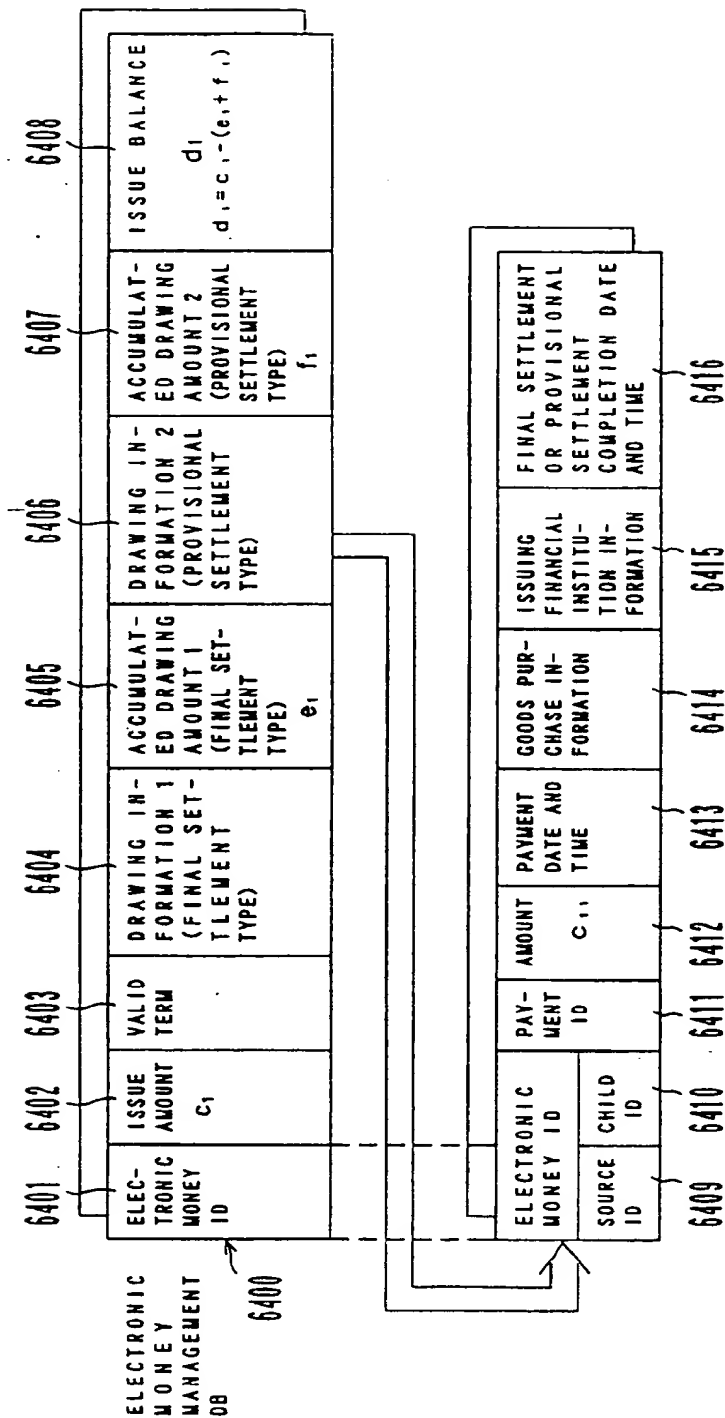 ELECTRONIC
MONEY
MANAGEMENT
DB
6400
6401
6402
6403
6404
6405
6406
6407
6408
ELEC-
TRONIC
MONEY
ID
ISSUE
AMOUNT
c₁
VALID
TERM
DRAWING IN-
FORMATION 1
(FINAL SET-
TLEMENT
TYPE)
ACCUMULAT-
ED DRAWING
AMOUNT 1
(FINAL SET-
TLEMENT
TYPE)
e₁
DRAWING IN-
FORMATION 2
(PROVISIONAL
SETTLEMENT
TYPE)
ACCUMULAT-
ED DRAWING
AMOUNT 2
(PROVISIONAL
SETTLEMENT
TYPE)
f₁
ISSUE BALANCE
d₁
d₁=c₁-(e₁+f₁)
ELECTRONIC
MONEY ID
SOURCE
ID
CHILD
ID
PAY-
MENT
ID
AMOUNT
c₁₁
PAYMENT
DATE AND
TIME
GOODS PUR-
CHASE IN-
FORMATION
ISSUING
FINANCIAL
INSTITU-
TION IN-
FORMATION
FINAL SETTLEMENT
OR PROVISIONAL
SETTLEMENT
COMPLETION DATE
AND TIME
6409
6410
6411
6412
6413
6414
6415
6416